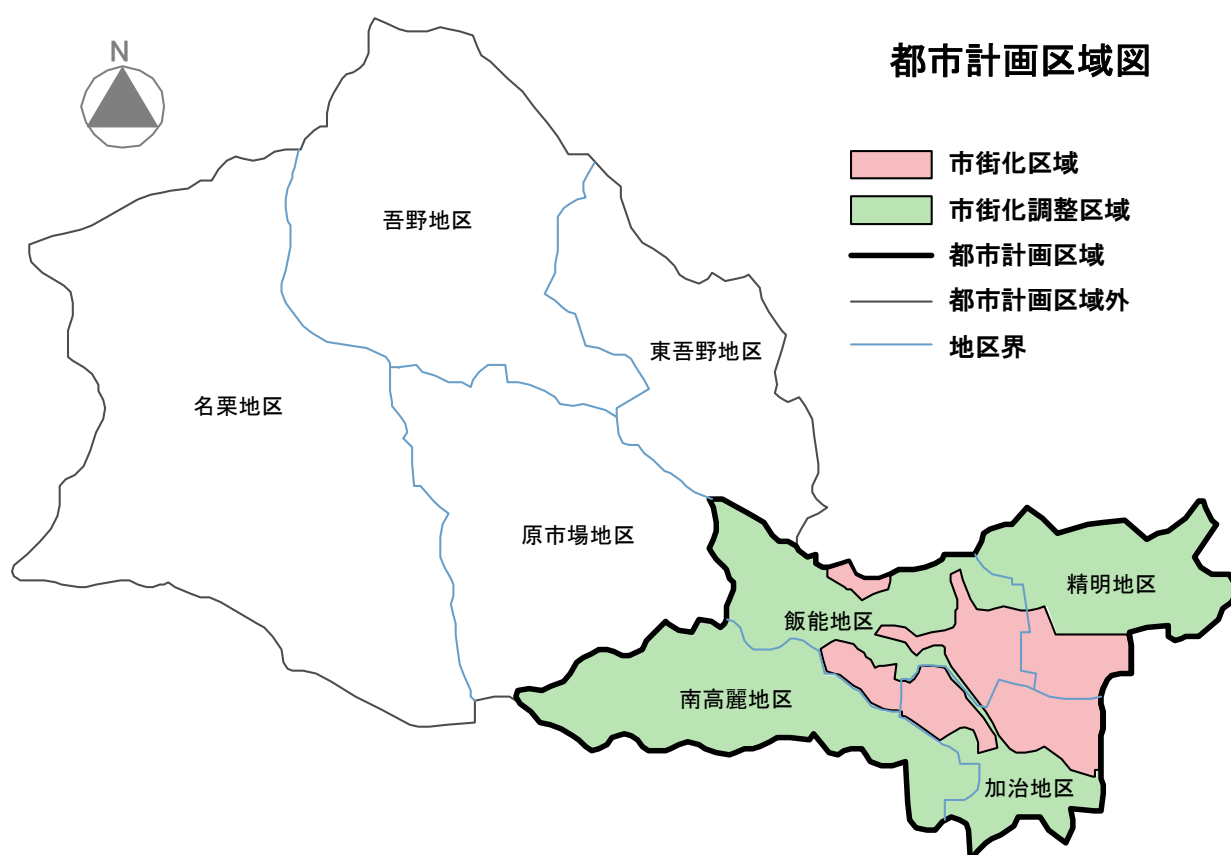 N
都市計画区域図
市街化区域
市街化調整区域
都市計画区域
都市計画区域外
地区界
吾野地区
東吾野地区
名栗地区
原市場地区
精明地区
飯能地区
南高麗地区
加治地区